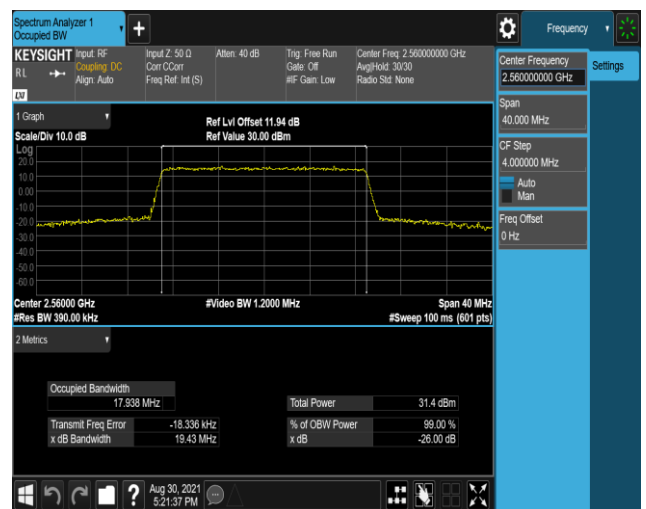 Spectrum Analyzer 1
Occupied BW
Frequency
KEYSIGHT
RL
LXI
Input: RF
Coupling: DC
Align: Auto
Input Z: 50 Ω
Corr CCorr
Freq Ref: Int (S)
Atten: 40 dB
Trig: Free Run
Gate: Off
#IF Gain: Low
Center Freq: 2.560000000 GHz
Avg|Hold: 30/30
Radio Std: None
Center Frequency
2.560000000 GHz
Settings
Span
40.000 MHz
CF Step
4.000000 MHz
Auto
Man
Freq Offset
0 Hz
1 Graph
Scale/Div 10.0 dB
Ref Lvl Offset 11.94 dB
Ref Value 30.00 dBm
Log
20.0
10.0
0.00
-10.0
-20.0
-30.0
-40.0
-50.0
-60.0
Center 2.56000 GHz
#Video BW 1.2000 MHz
Span 40 MHz
#Res BW 390.00 kHz
#Sweep 100 ms (601 pts)
2 Metrics
Occupied Bandwidth
17.938 MHz
Total Power 31.4 dBm
Transmit Freq Error -18.336 kHz
% of OBW Power 99.00 %
x dB Bandwidth 19.43 MHz
x dB -26.00 dB
?
Aug 30, 2021
5:21:37 PM